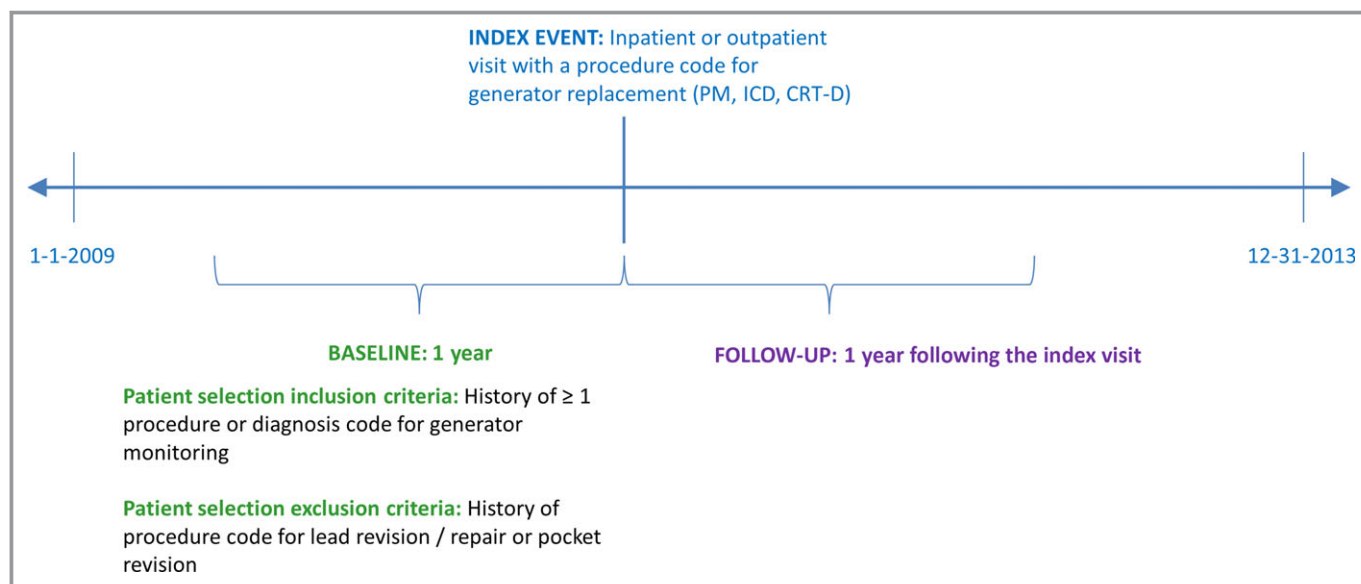 INDEX EVENT: Inpatient or outpatient
visit with a procedure code for
generator replacement (PM, ICD, CRT-D)
1-1-2009
12-31-2013
BASELINE: 1 year
FOLLOW-UP: 1 year following the index visit
Patient selection inclusion criteria: History of ≥ 1
procedure or diagnosis code for generator
monitoring
Patient selection exclusion criteria: History of
procedure code for lead revision / repair or pocket
revision